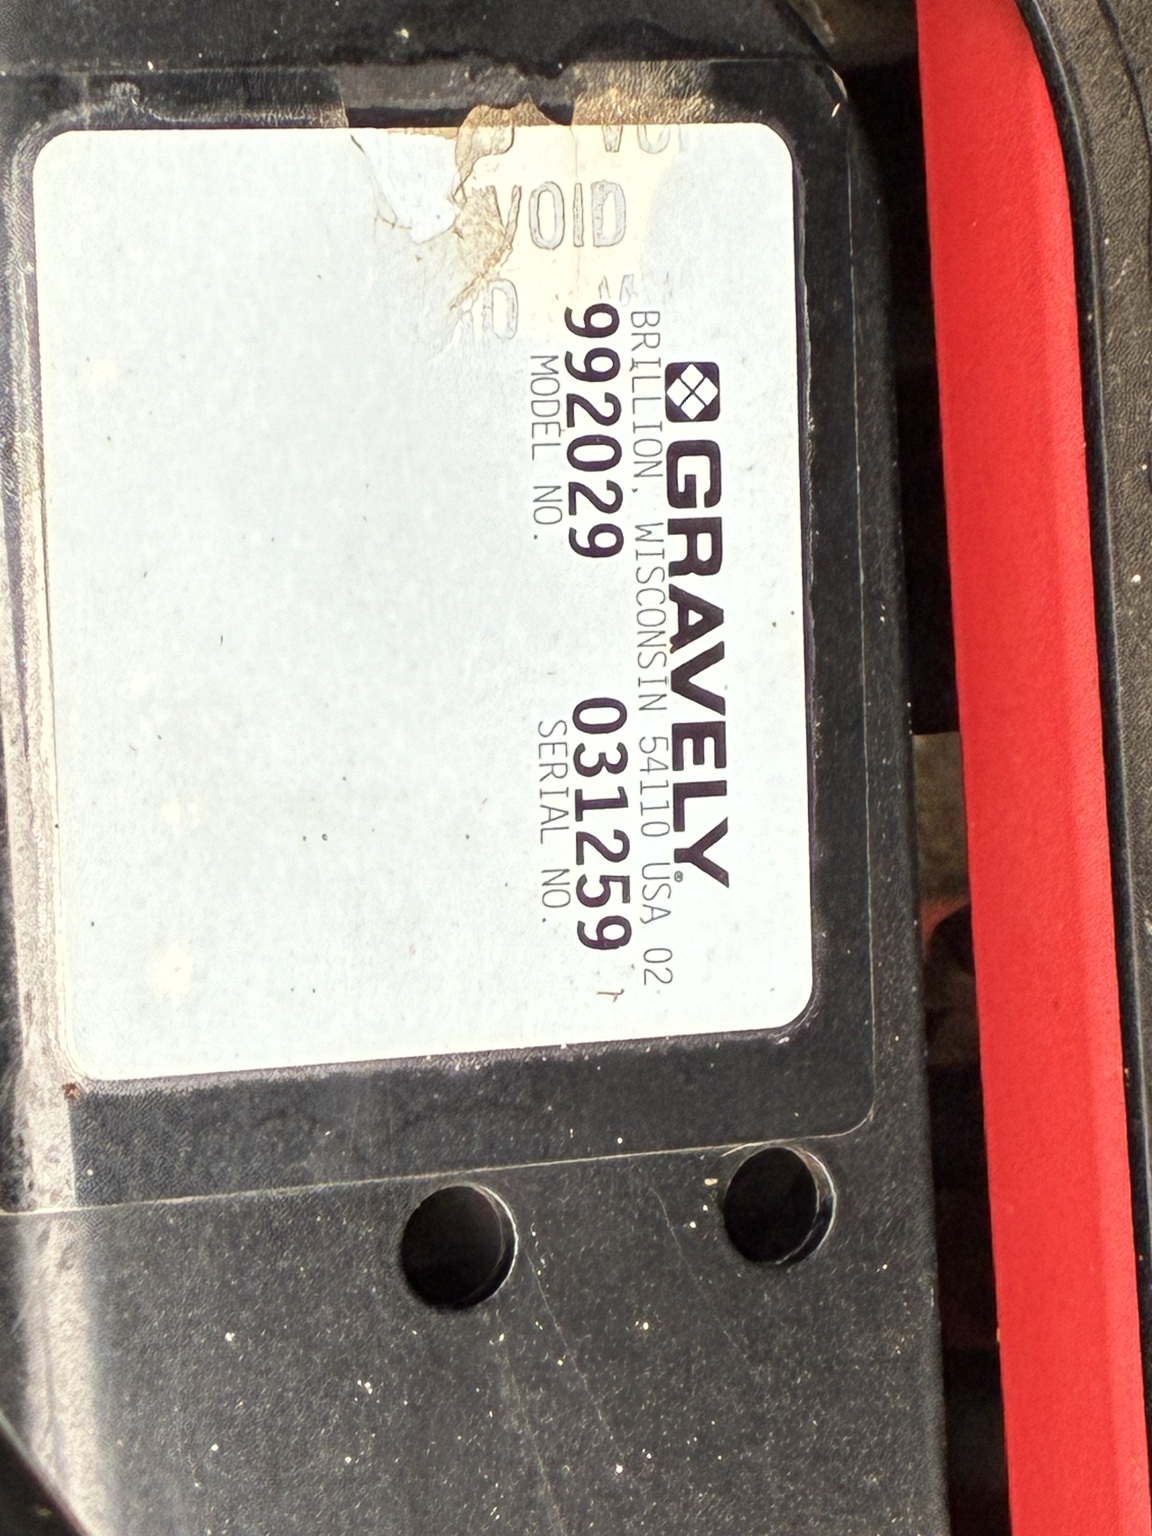 GRAVELY®
BRILLION, WISCONSIN 54110 USA 02
992029 031259
MODEL NO. SERIAL NO.
VOID